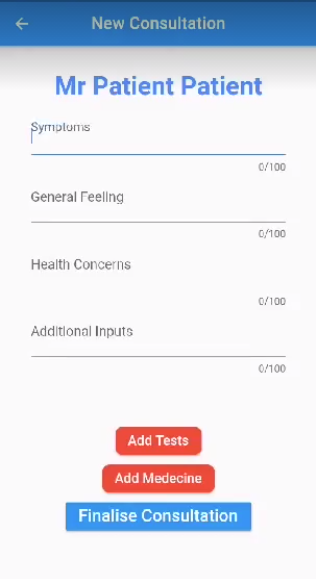 New Consultation
Mr Patient Patient
Symptoms
0/100
General Feeling
0/100
Health Concerns
0/100
Additional Inputs
0/100
Add Tests
Add Medecine
Finalise Consultation